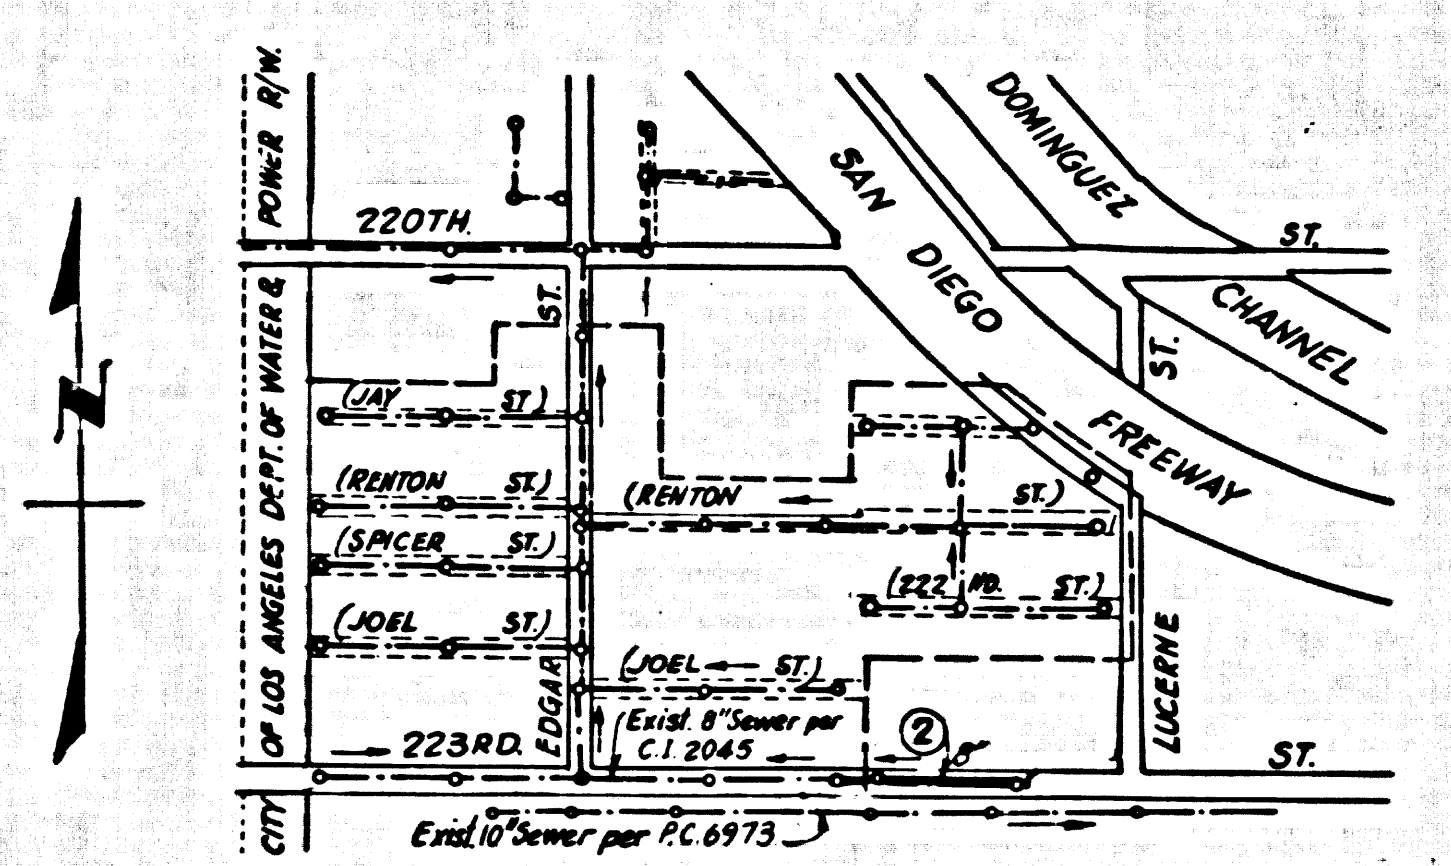 CITY OF LOS ANGELES DEPT. OF WATER & POWER R/W.
220TH.
ST.
SAN DIEGO FREEWAY
DOMINGUEZ CHANNEL
ST.
ST.
(JAY ST.)
(RENTON ST.)
(RENTON ST.)
(SPICER ST.)
(222 ND. ST.)
(JOEL ST.)
(JOEL ST.)
EDGAR
LUCERNE
Exist. 8" Sewer per
C.I. 2045
2
8"
223RD.
ST.
Exist. 10" Sewer per P.C. 6973
N